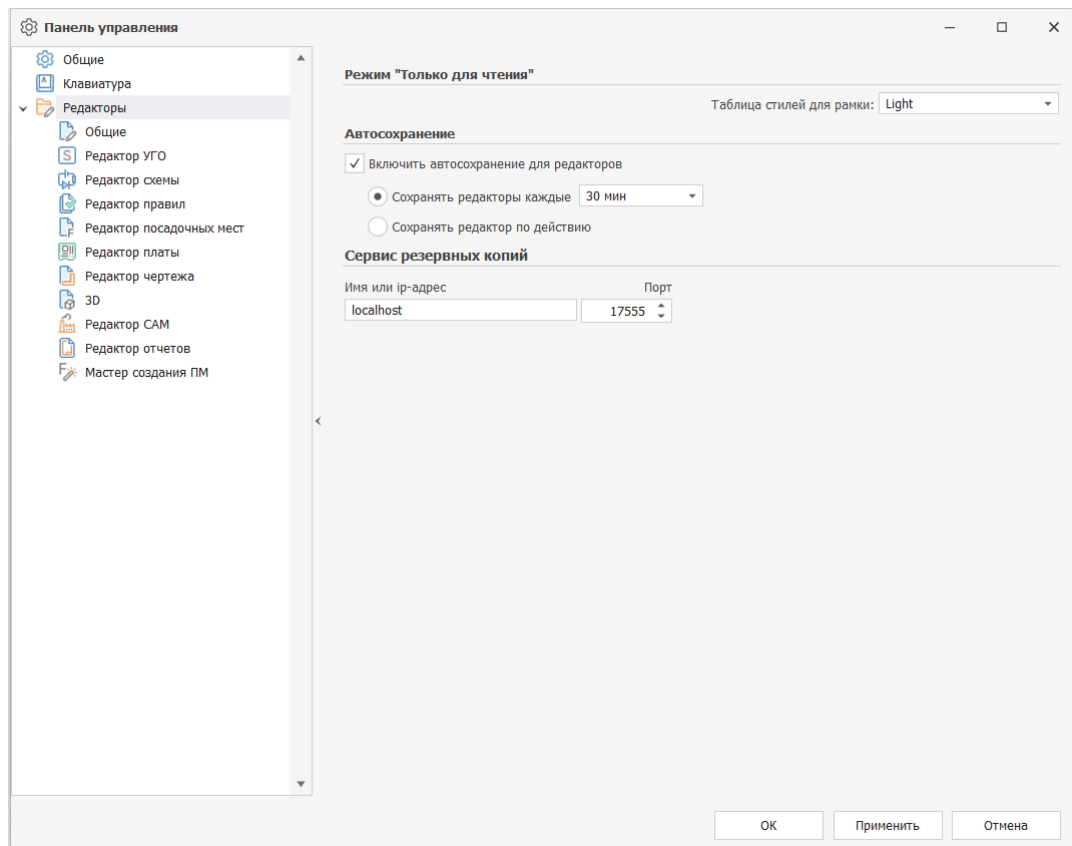 Панель управления
Общие
Клавиатура
Редакторы
Общие
Редактор УГО
Редактор схемы
Редактор правил
Редактор посадочных мест
Редактор платы
Редактор чертежа
3D
Редактор CAM
Редактор отчетов
Мастер создания ПМ
Режим "Только для чтения"
Таблица стилей для рамки: Light
Автосохранение
Включить автосохранение для редакторов
Сохранять редакторы каждые 30 мин
Сохранять редактор по действию
Сервис резервных копий
Имя или ip-адрес Порт
localhost 17555
ОК Применить Отмена